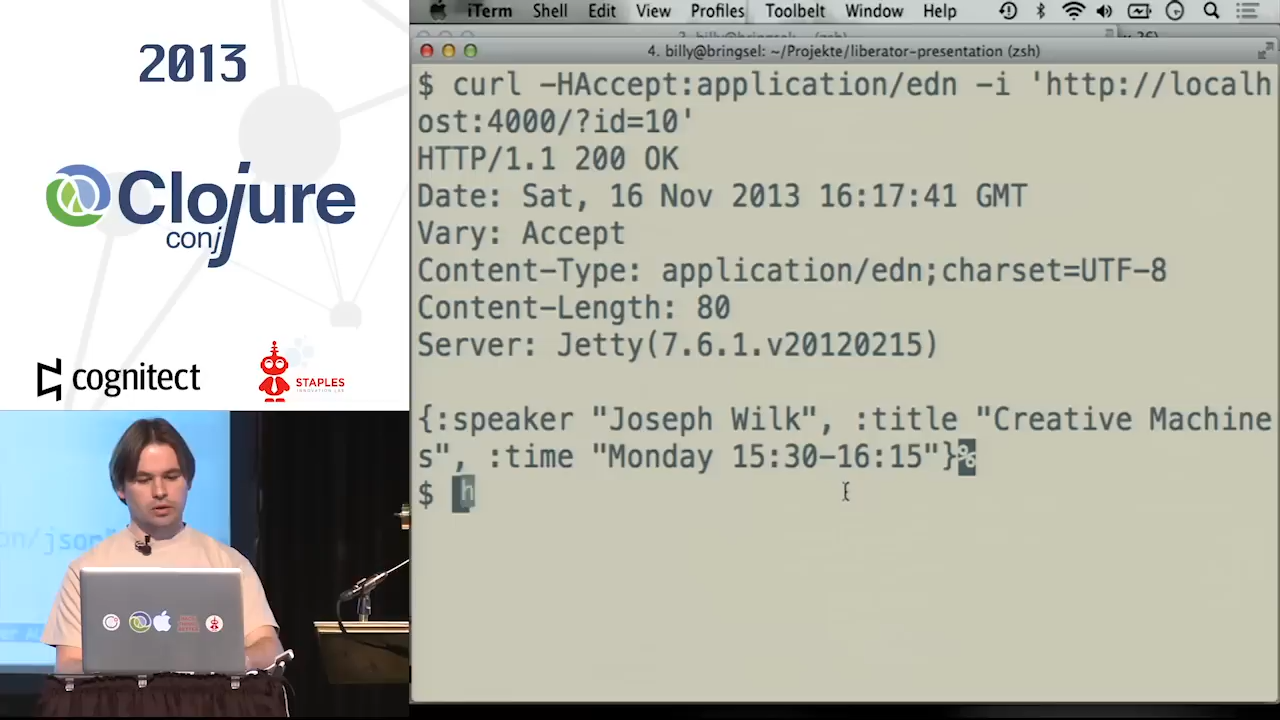 2013
Clojure
conj
cognitect
STAPLES
iTerm Shell Edit View Profiles Toolbelt Window Help
4. billy@bringsel: ~/Projekte/liberator-presentation (zsh)
$ curl -HAccept:application/edn -i 'http://localh
ost:4000/?id=10'
HTTP/1.1 200 OK
Date: Sat, 16 Nov 2013 16:17:41 GMT
Vary: Accept
Content-Type: application/edn;charset=UTF-8
Content-Length: 80
Server: Jetty(7.6.1.v20120215)
{:speaker "Joseph Wilk", :title "Creative Machine
s", :time "Monday 15:30-16:15"}%
$ h
on/json"